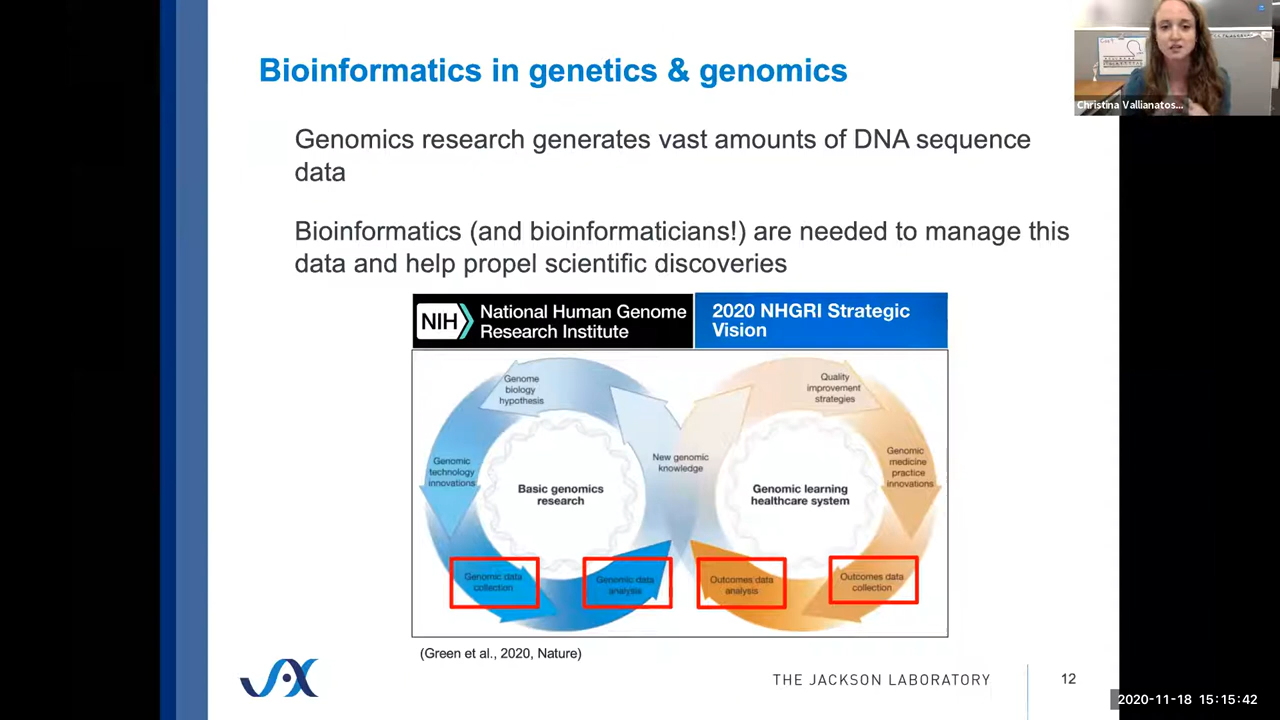 Bioinformatics in genetics & genomics
Christina Vallianatos...
Genomics research generates vast amounts of DNA sequence
data
Bioinformatics (and bioinformaticians!) are needed to manage this
data and help propel scientific discoveries
NIH
National Human Genome
Research Institute
2020 NHGRI Strategic
Vision
Genome
biology
hypothesis
Quality
improvement
strategies
Genomic
technology
innovations
New genomic
knowledge
Genomic
medicine
practice
innovations
Basic genomics
research
Genomic learning
healthcare system
Genomic data
collection
Genomic data
analysis
Outcomes data
analysis
Outcomes data
collection
(Green et al., 2020, Nature)
JAX
THE JACKSON LABORATORY
12
2020-11-18 15:15:42